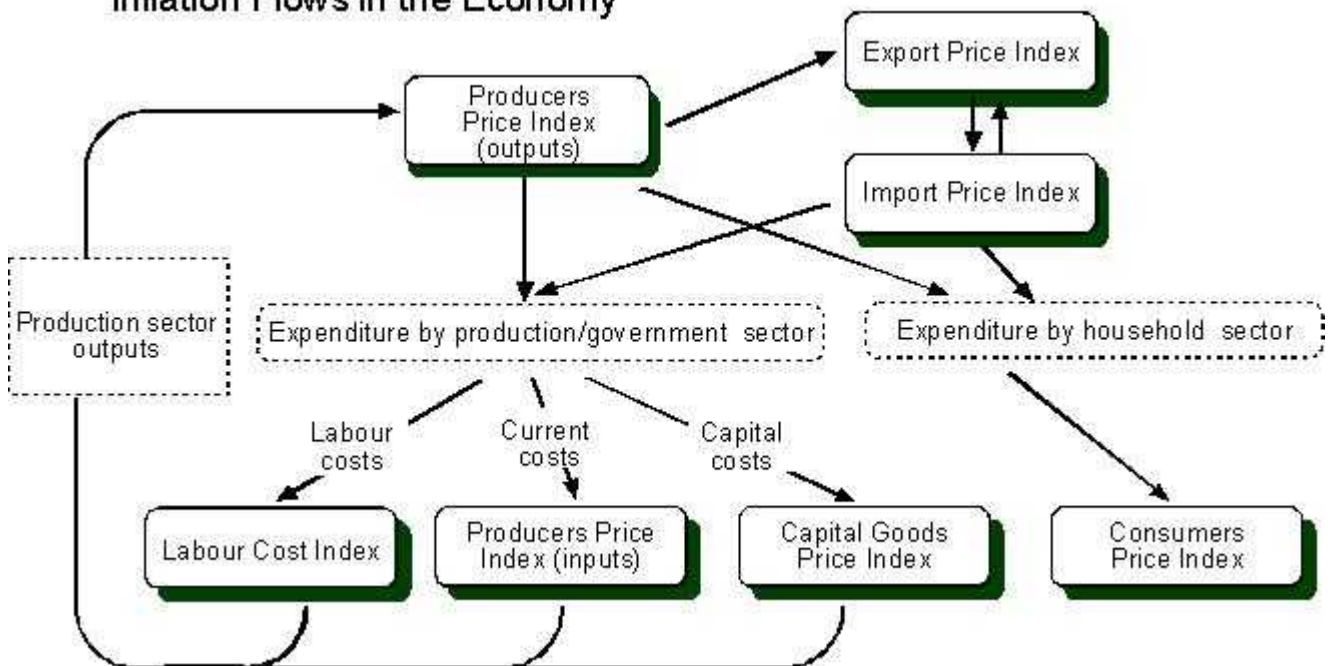 Inflation Flows in the Economy
Export Price Index
Producers
Price Index
(outputs)
Import Price Index
Production sector
outputs
Expenditure by production/government sector
Expenditure by household sector
Labour
costs
Current
costs
Capital
costs
Labour Cost Index
Producers Price
Index (inputs)
Capital Goods
Price Index
Consumers
Price Index